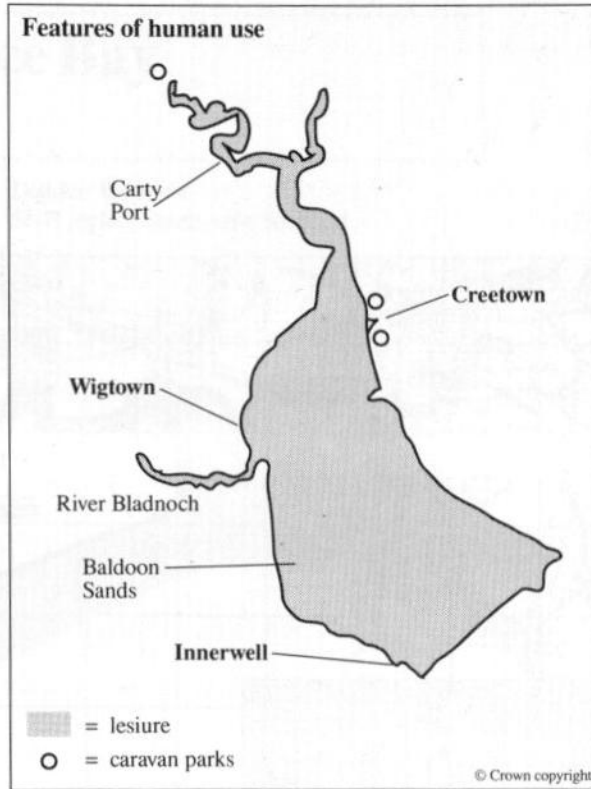 Features of human use
Carty
Port
Creetown
Wigtown
River Bladnoch
Baldoon
Sands
Innerwell
= lesiure
= caravan parks
© Crown copyright